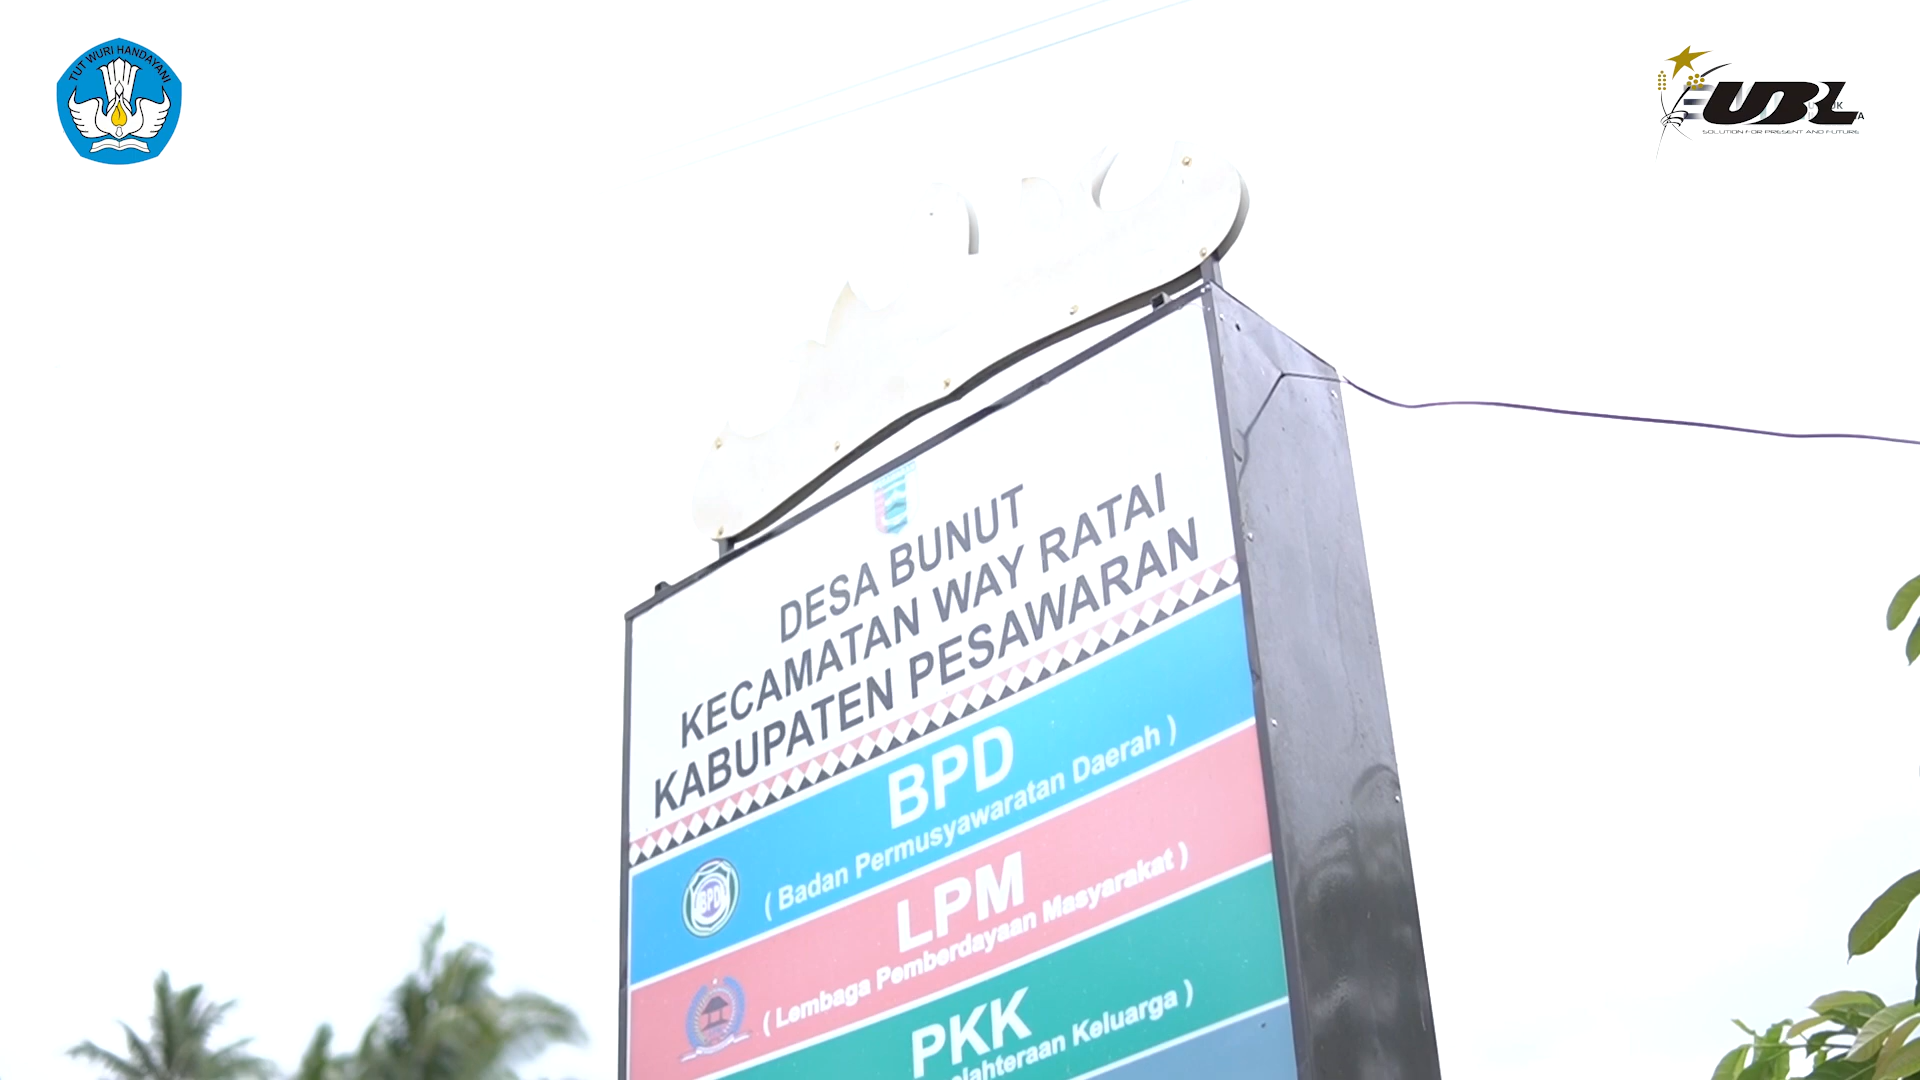 TUT WURI HANDAYANI
UBL
SOLUTION FOR PRESENT AND FUTURE
DESA BUNUT
KECAMATAN WAY RATAI
KABUPATEN PESAWARAN
BPD
( Badan Permusyawaratan Daerah )
BPD
LPM
( Lembaga Pemberdayaan Masyarakat )
PKK
Keluarga )